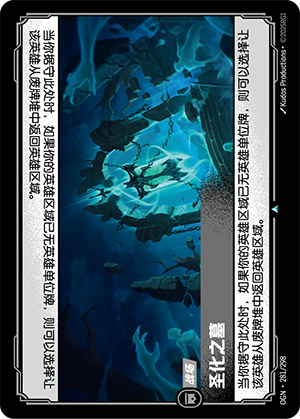 当你据守此处时，如果你的英雄区域已无英雄单位牌，则可以选择让
该英雄从废牌堆中返回英雄区域。
战场
圣化之墓
当你据守此处时，如果你的英雄区域已无英雄单位牌，则可以选择让
该英雄从废牌堆中返回英雄区域。
OGN • 281/298
Kudos Productions • ©2025RGI